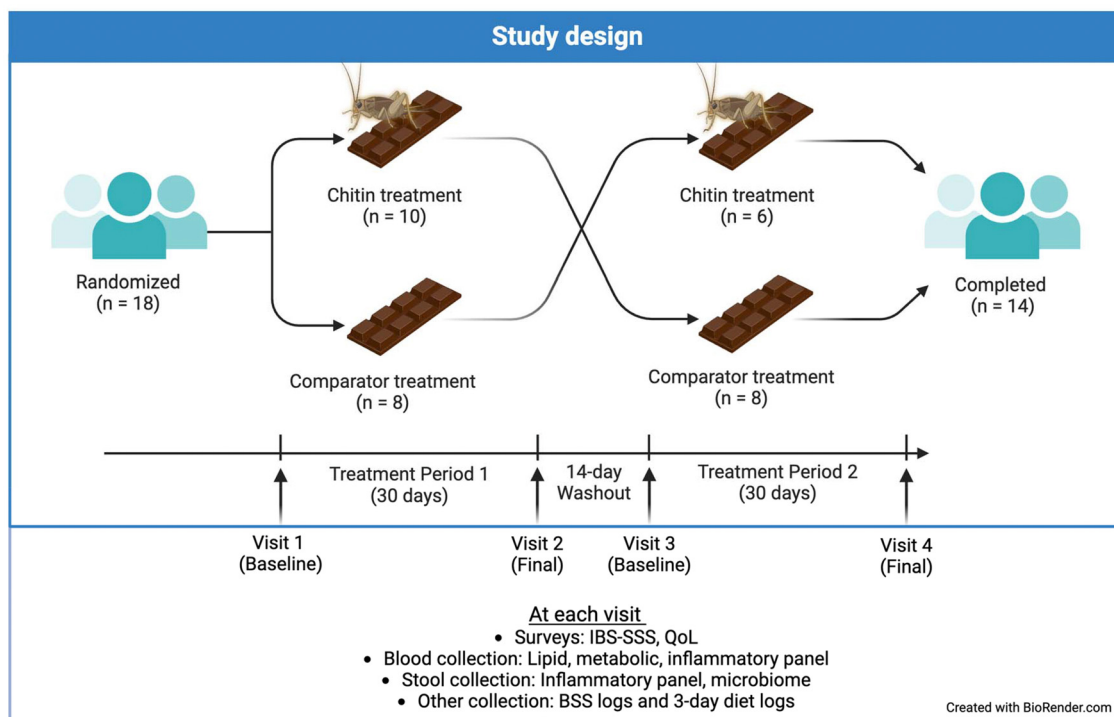 Study design
Randomized
(n = 18)
Chitin treatment
(n = 10)
Comparator treatment
(n = 8)
Chitin treatment
(n = 6)
Comparator treatment
(n = 8)
Completed
(n = 14)
Treatment Period 1
(30 days)
14-day
Washout
Treatment Period 2
(30 days)
Visit 1
(Baseline)
Visit 2
(Final)
Visit 3
(Baseline)
Visit 4
(Final)
At each visit
• Surveys: IBS-SSS, QoL
• Blood collection: Lipid, metabolic, inflammatory panel
• Stool collection: Inflammatory panel, microbiome
• Other collection: BSS logs and 3-day diet logs
Created with BioRender.com